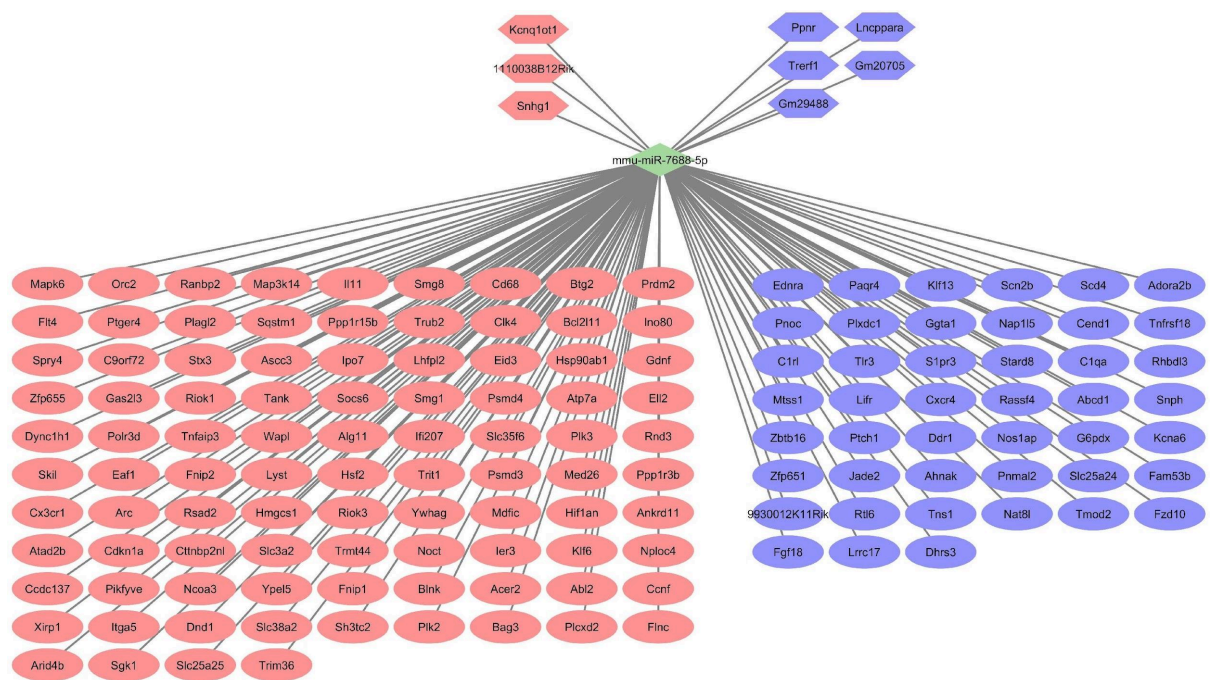 Kcnq1ot1 Ppnr Lncppara
1110038B12Rik Trerf1 Gm20705
Snhg1 Gm29488
mmu-miR-7688-5p
Mapk6 Orc2 Ranbp2 Map3k14 Il11 Smg8 Cd68 Btg2 Prdm2 Ednra Paqr4 Klf13 Scn2b Scd4 Adora2b
Flt4 Ptger4 Plagl2 Sqstm1 Ppp1r15b Trub2 Clk4 Bcl2l11 Ino80 Pnoc Plxdc1 Ggta1 Nap1l5 Cend1 Tnfrsf18
Spry4 C9orf72 Stx3 Ascc3 Ipo7 Lhfpl2 Eid3 Hsp90ab1 Gdnf C1rl Tlr3 S1pr3 Stard8 C1qa Rhbdl3
Zfp655 Gas2l3 Riok1 Tank Socs6 Smg1 Psmd4 Atp7a Ell2 Mtss1 Lifr Cxcr4 Rassf4 Abcd1 Snph
Dync1h1 Polr3d Tnfaip3 Wapl Alg11 Ifi207 Slc35f6 Plk3 Rnd3 Zbtb16 Ptch1 Ddr1 Nos1ap G6pdx Kcna6
Skil Eaf1 Fnip2 Lyst Hsf2 Trit1 Psmd3 Med26 Ppp1r3b Zfp651 Jade2 Ahnak Pnmal2 Slc25a24 Fam53b
Cx3cr1 Arc Rsad2 Hmgcs1 Riok3 Ywhag Mdfic Hif1an Ankrd11 9930012K11Rik Rtl6 Tns1 Nat8l Tmod2 Fzd10
Atad2b Cdkn1a Cttnbp2nl Slc3a2 Trmt44 Noct Ier3 Klf6 Nploc4 Fgf18 Lrrc17 Dhrs3
Ccdc137 Pikfyve Ncoa3 Ypel5 Fnip1 Blnk Acer2 Abl2 Ccnf
Xirp1 Itga5 Dnd1 Slc38a2 Sh3tc2 Plk2 Bag3 Plcxd2 Flnc
Arid4b Sgk1 Slc25a25 Trim36